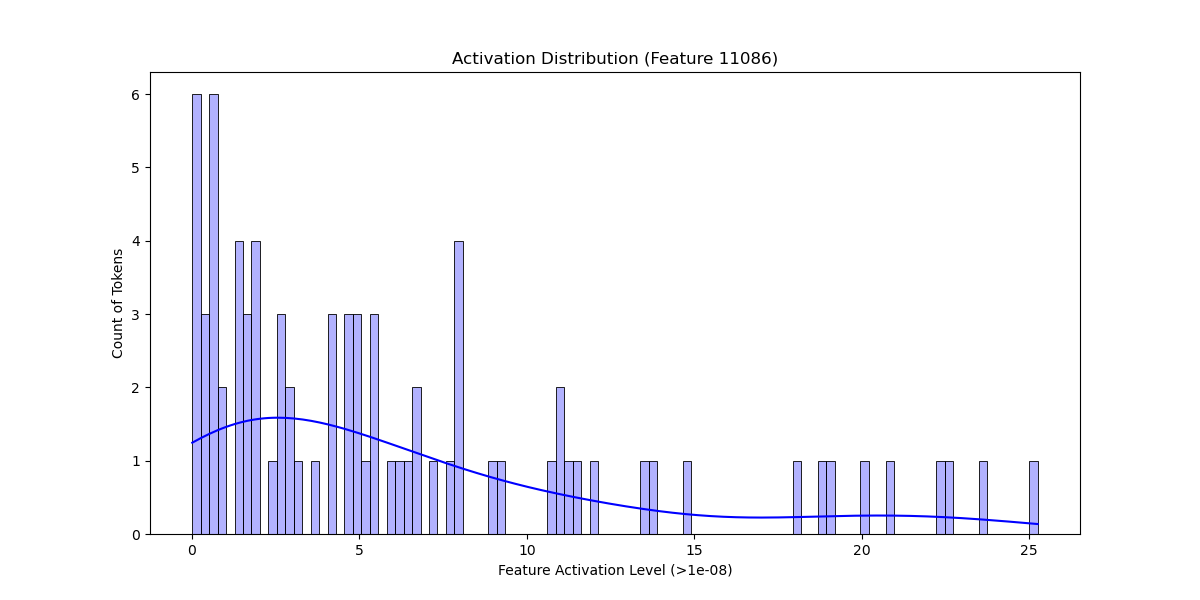 Activation Distribution (Feature 11086)
6
5
4
3
2
1
0
Count of Tokens
0 5 10 15 20 25
Feature Activation Level (>1e-08)